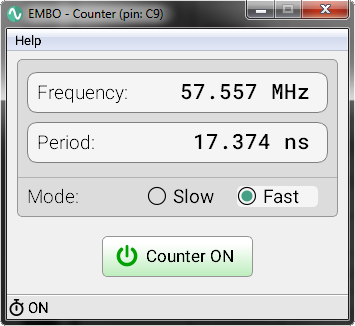 EMBO - Counter (pin: C9)
Help
Frequency: 57.557 MHz
Period: 17.374 ns
Mode: Slow Fast
Counter ON
ON